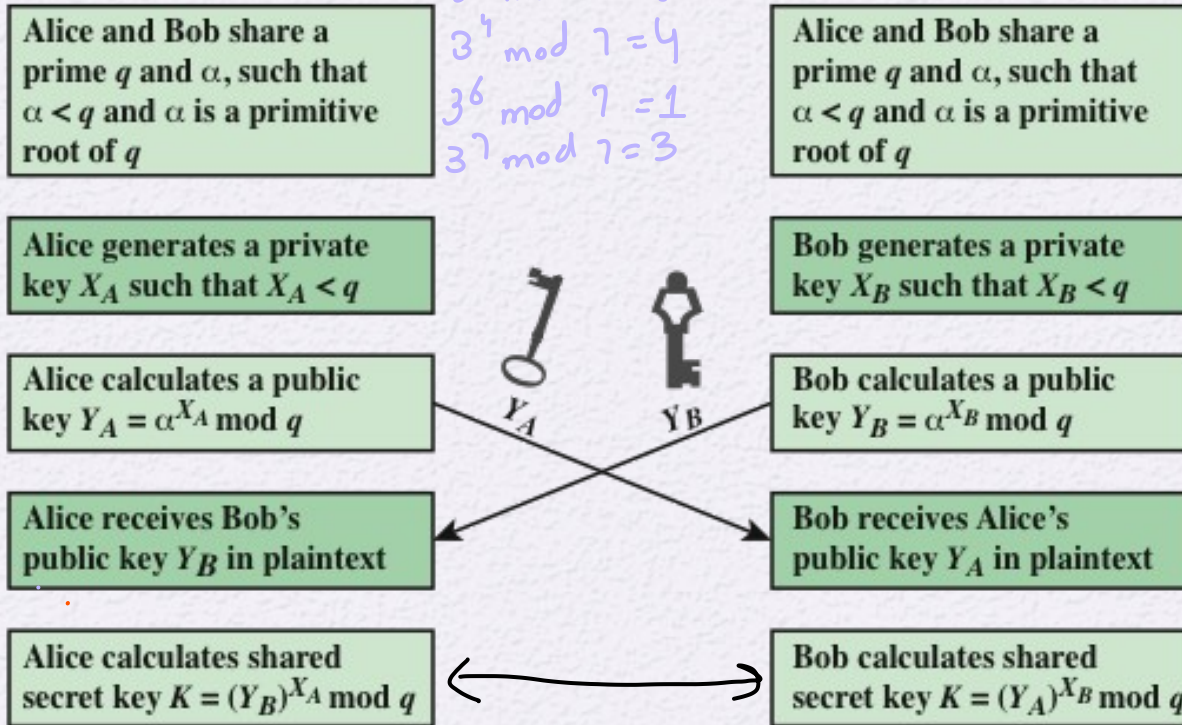 Alice and Bob share a
prime q and α, such that
α < q and α is a primitive
root of q
3⁴ mod 7 = 4
3⁶ mod 7 = 1
3⁷ mod 7 = 3
Alice and Bob share a
prime q and α, such that
α < q and α is a primitive
root of q
Alice generates a private
key X_A such that X_A < q
Bob generates a private
key X_B such that X_B < q
Alice calculates a public
key Y_A = α^X_A mod q
Y_A
Y_B
Bob calculates a public
key Y_B = α^X_B mod q
Alice receives Bob’s
public key Y_B in plaintext
Bob receives Alice’s
public key Y_A in plaintext
Alice calculates shared
secret key K = (Y_B)^X_A mod q
Bob calculates shared
secret key K = (Y_A)^X_B mod q